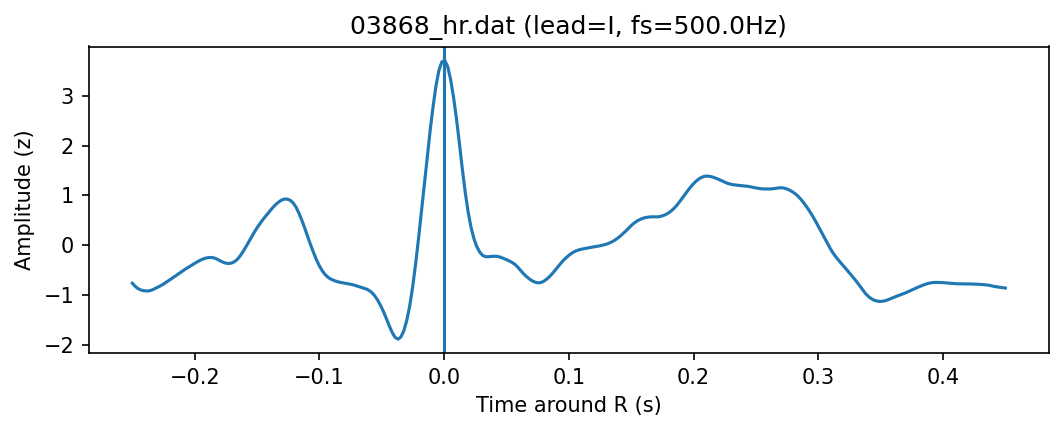 03868_hr.dat (lead=I, fs=500.0Hz)
Amplitude (z)
3
2
1
0
−1
−2
−0.2 −0.1 0.0 0.1 0.2 0.3 0.4
Time around R (s)